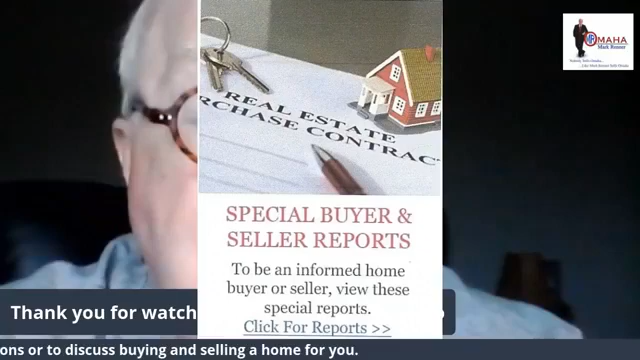 OMAHA
Mark Renner
REAL ESTATE
RCHASE CONTRAC
SPECIAL BUYER &
SELLER REPORTS
To be an informed home
buyer or seller, view these
special reports.
Click For Reports >>
Thank you for watch
ons or to discuss buying and selling a home for you.